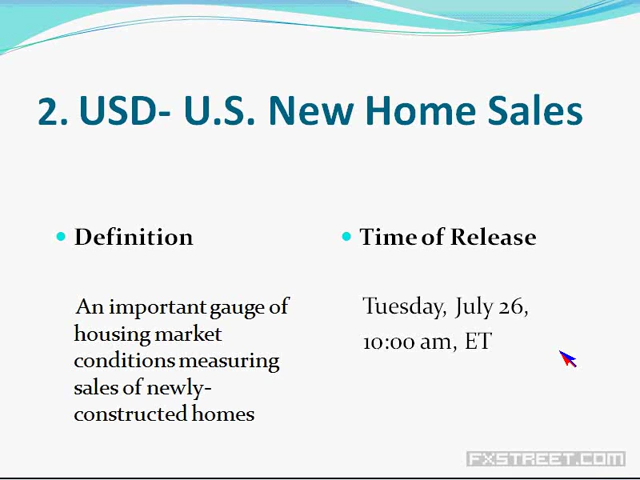 2. USD- U.S. New Home Sales
Definition
An important gauge of
housing market
conditions measuring
sales of newly-
constructed homes
Time of Release
Tuesday, July 26,
10:00 am, ET
FXSTREET.COM